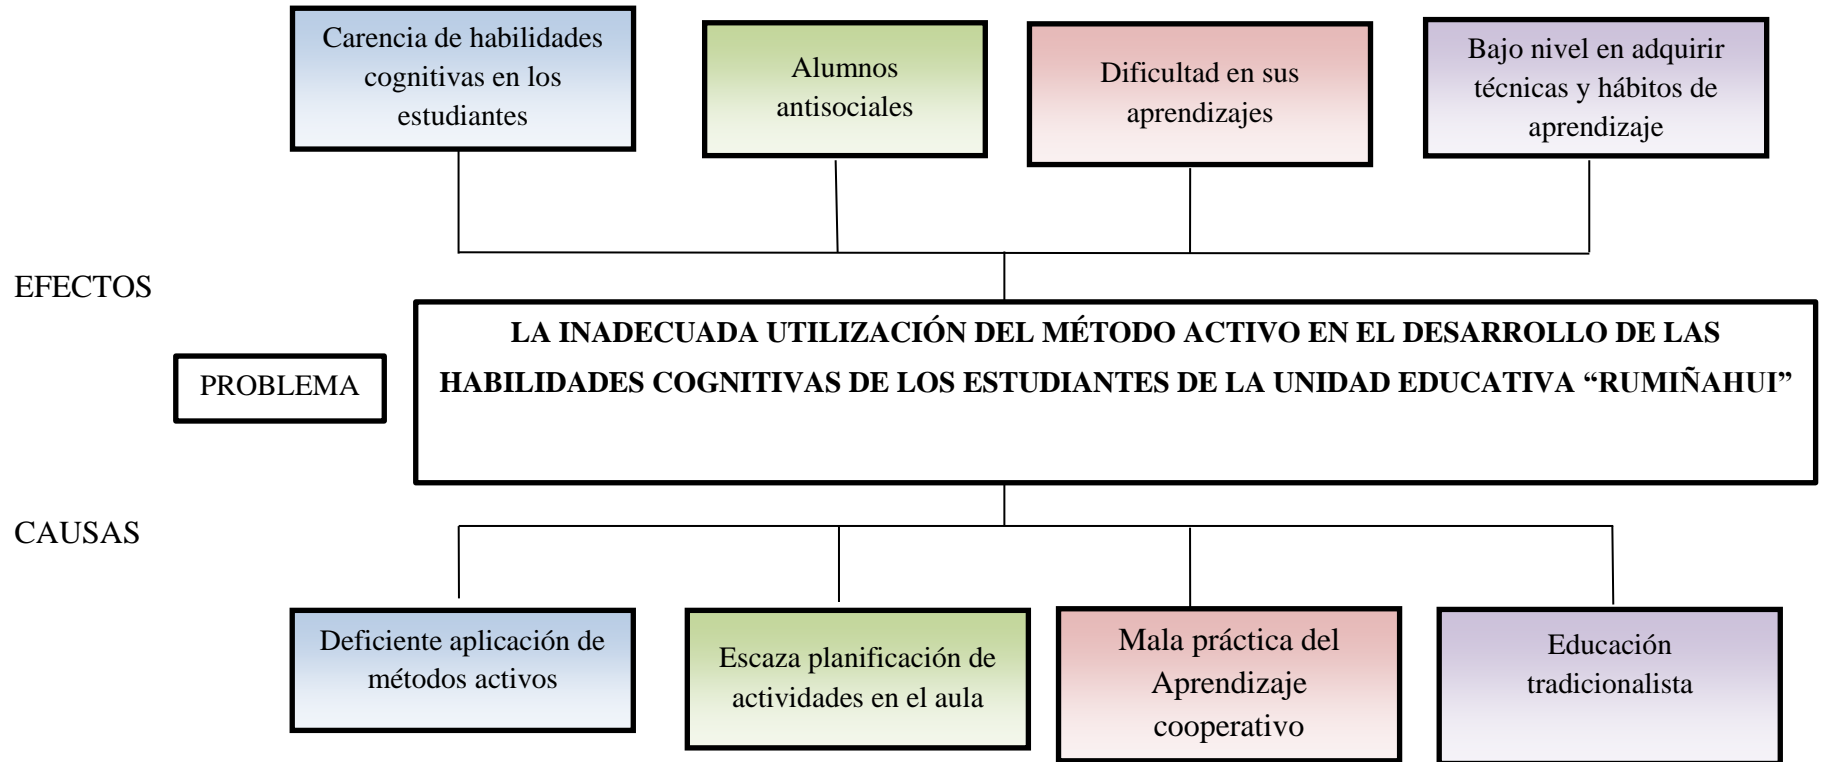 Carencia de habilidades
cognitivas en los
estudiantes
Alumnos
antisociales
Dificultad en sus
aprendizajes
Bajo nivel en adquirir
técnicas y hábitos de
aprendizaje
EFECTOS
PROBLEMA
LA INADECUADA UTILIZACIÓN DEL MÉTODO ACTIVO EN EL DESARROLLO DE LAS
HABILIDADES COGNITIVAS DE LOS ESTUDIANTES DE LA UNIDAD EDUCATIVA “RUMIÑAHUI”
CAUSAS
Deficiente aplicación de
métodos activos
Escaza planificación de
actividades en el aula
Mala práctica del
Aprendizaje
cooperativo
Educación
tradicionalista